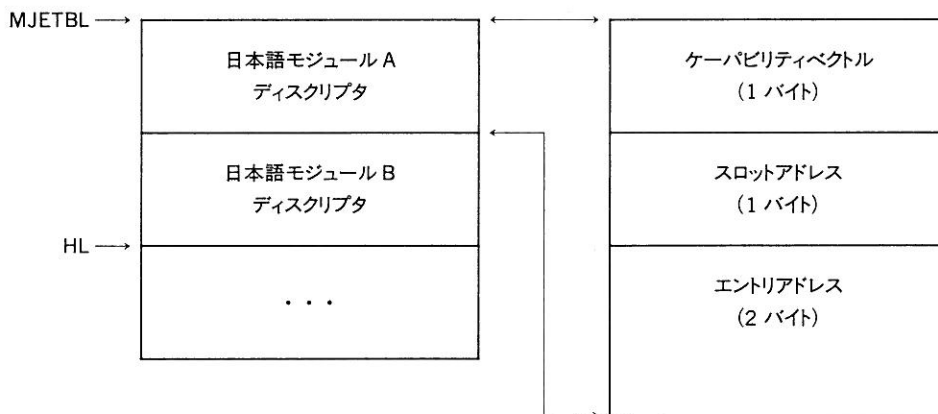 MJETBL
日本語モジュール A
ディスクリプタ
日本語モジュール B
ディスクリプタ
HL
・・・
ケーパビリティベクトル
(1 バイト)
スロットアドレス
(1 バイト)
エントリアドレス
(2 バイト)